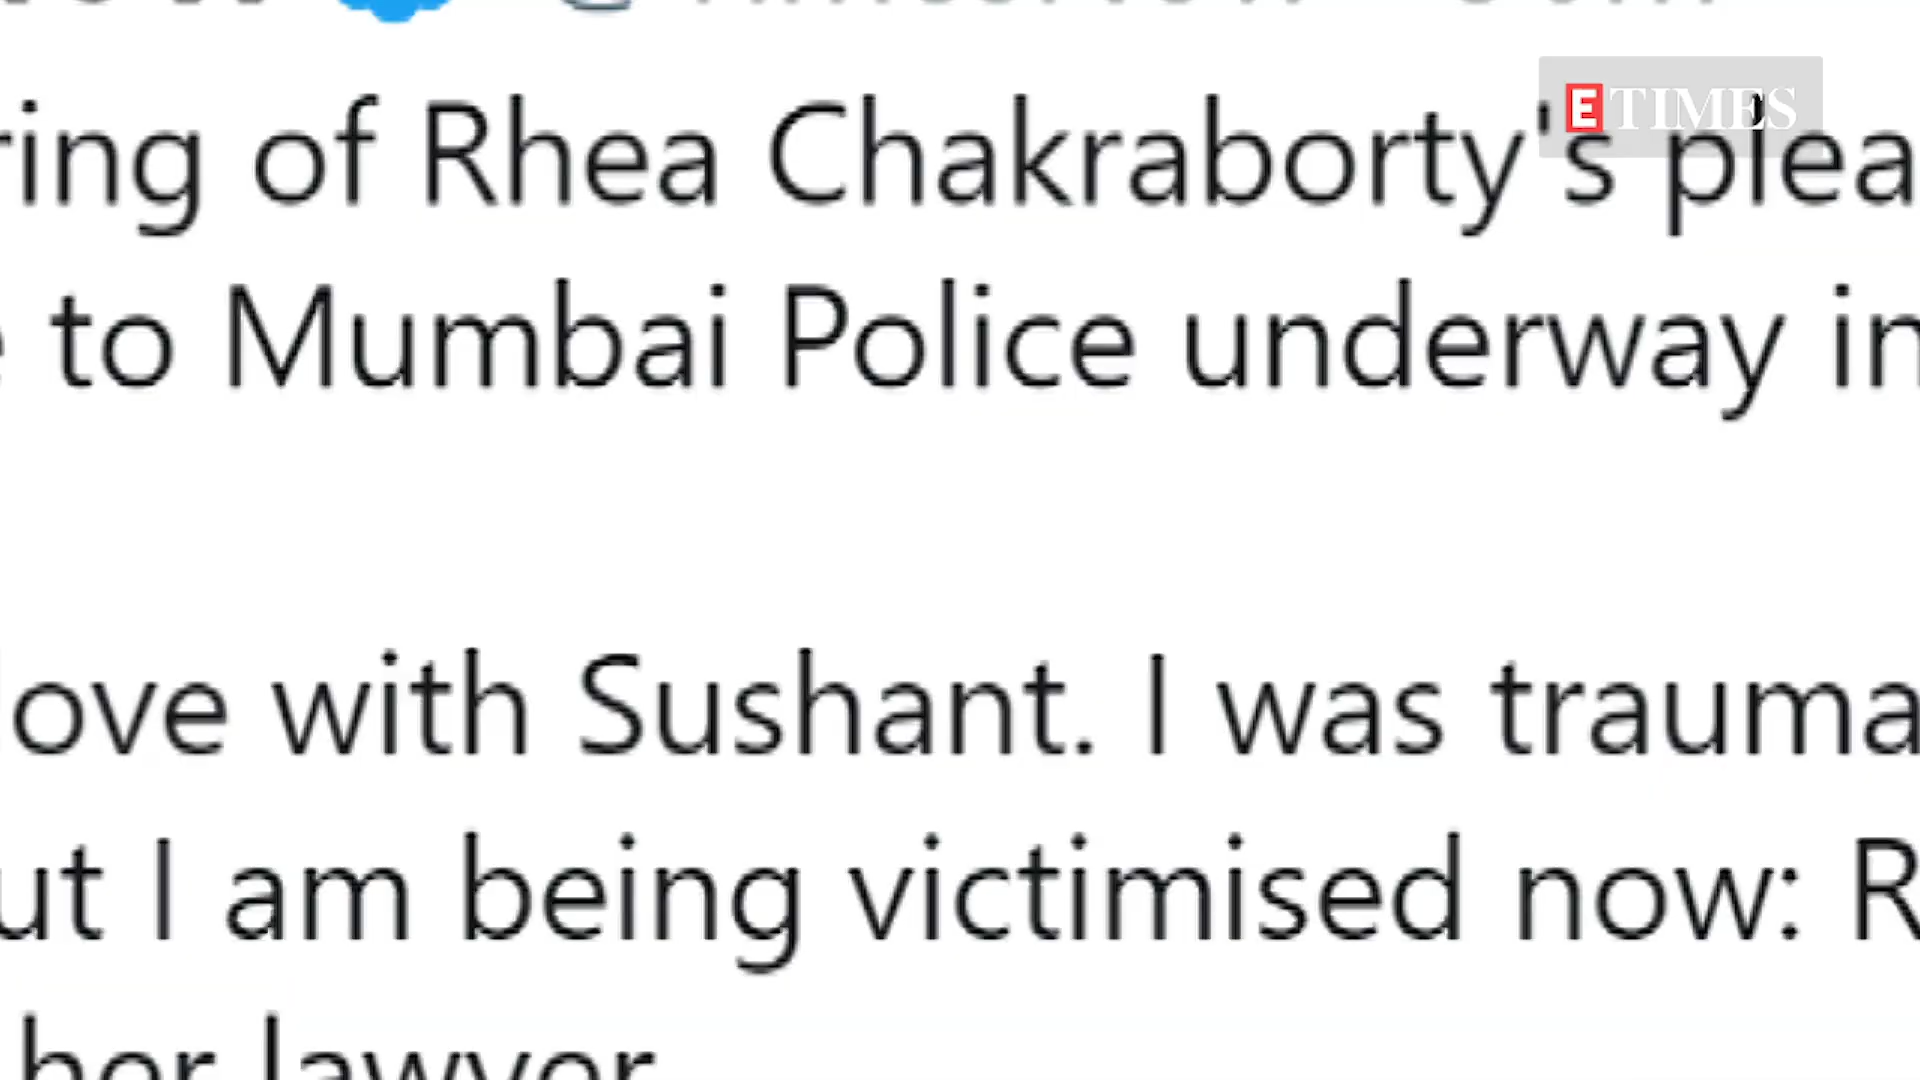 ETIMES
ring of Rhea Chakraborty's plea
to Mumbai Police underway in
love with Sushant. I was trauma
ut I am being victimised now: R
her lawyer